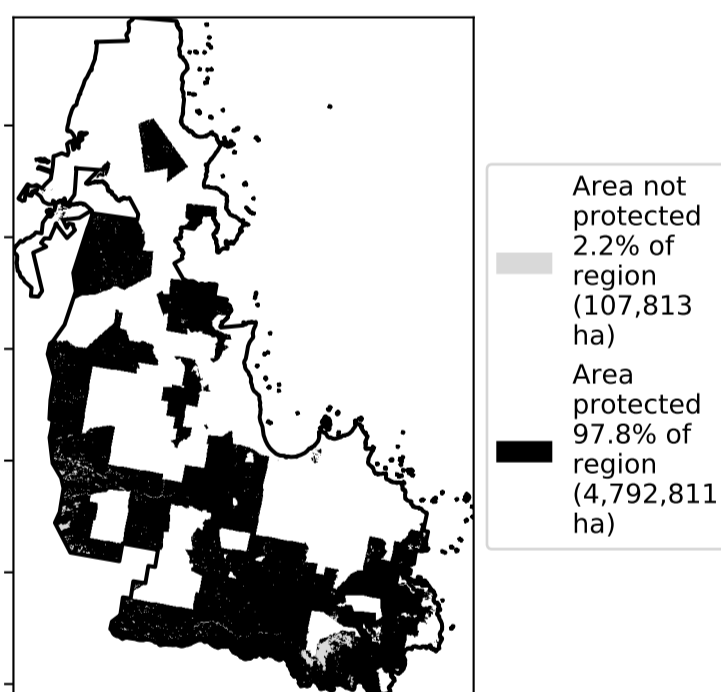 Area not
protected
2.2% of
region
(107,813
ha)
Area
protected
97.8% of
region
(4,792,811
ha)